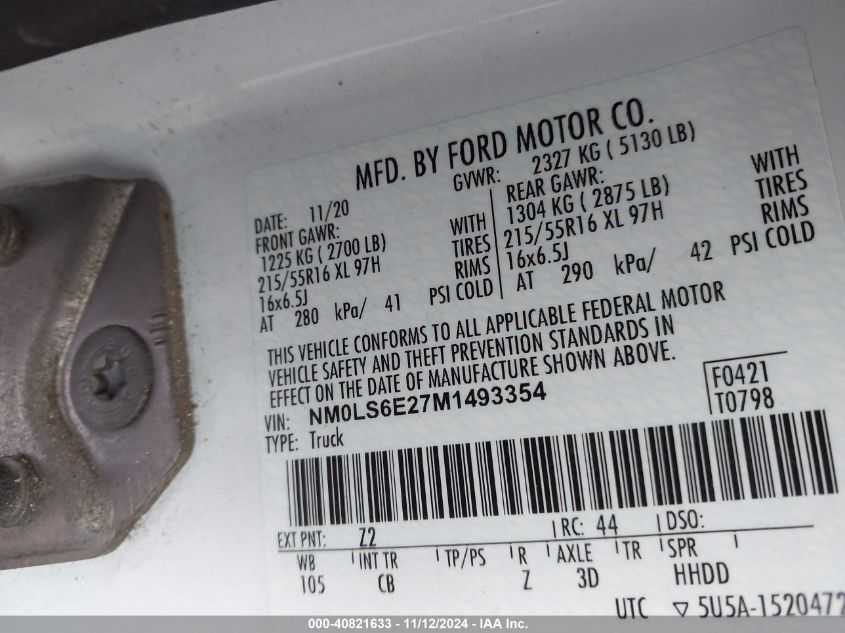 MFD. BY FORD MOTOR CO.
DATE: 11/20 GVWR: 2327 KG ( 5130 LB)
FRONT GAWR: REAR GAWR:
1225 KG ( 2700 LB) WITH 1304 KG ( 2875 LB) WITH
215/55R16 XL 97H TIRES 215/55R16 XL 97H TIRES
16x6.5J RIMS 16x6.5J RIMS
AT 280 kPa/ 41 PSI COLD AT 290 kPa/ 42 PSI COLD
THIS VEHICLE CONFORMS TO ALL APPLICABLE FEDERAL MOTOR
VEHICLE SAFETY AND THEFT PREVENTION STANDARDS IN
EFFECT ON THE DATE OF MANUFACTURE SHOWN ABOVE.
VIN: NM0LS6E27M1493354 F0421
TYPE: Truck T0798
EXT PNT: Z2 RC: 44 DSO:
WB INT TR TP/PS R AXLE TR SPR
105 CB Z 3D HHDD
UTC ▽ 5U5A-1520472
000-40821633 - 11/12/2024 - IAA Inc.